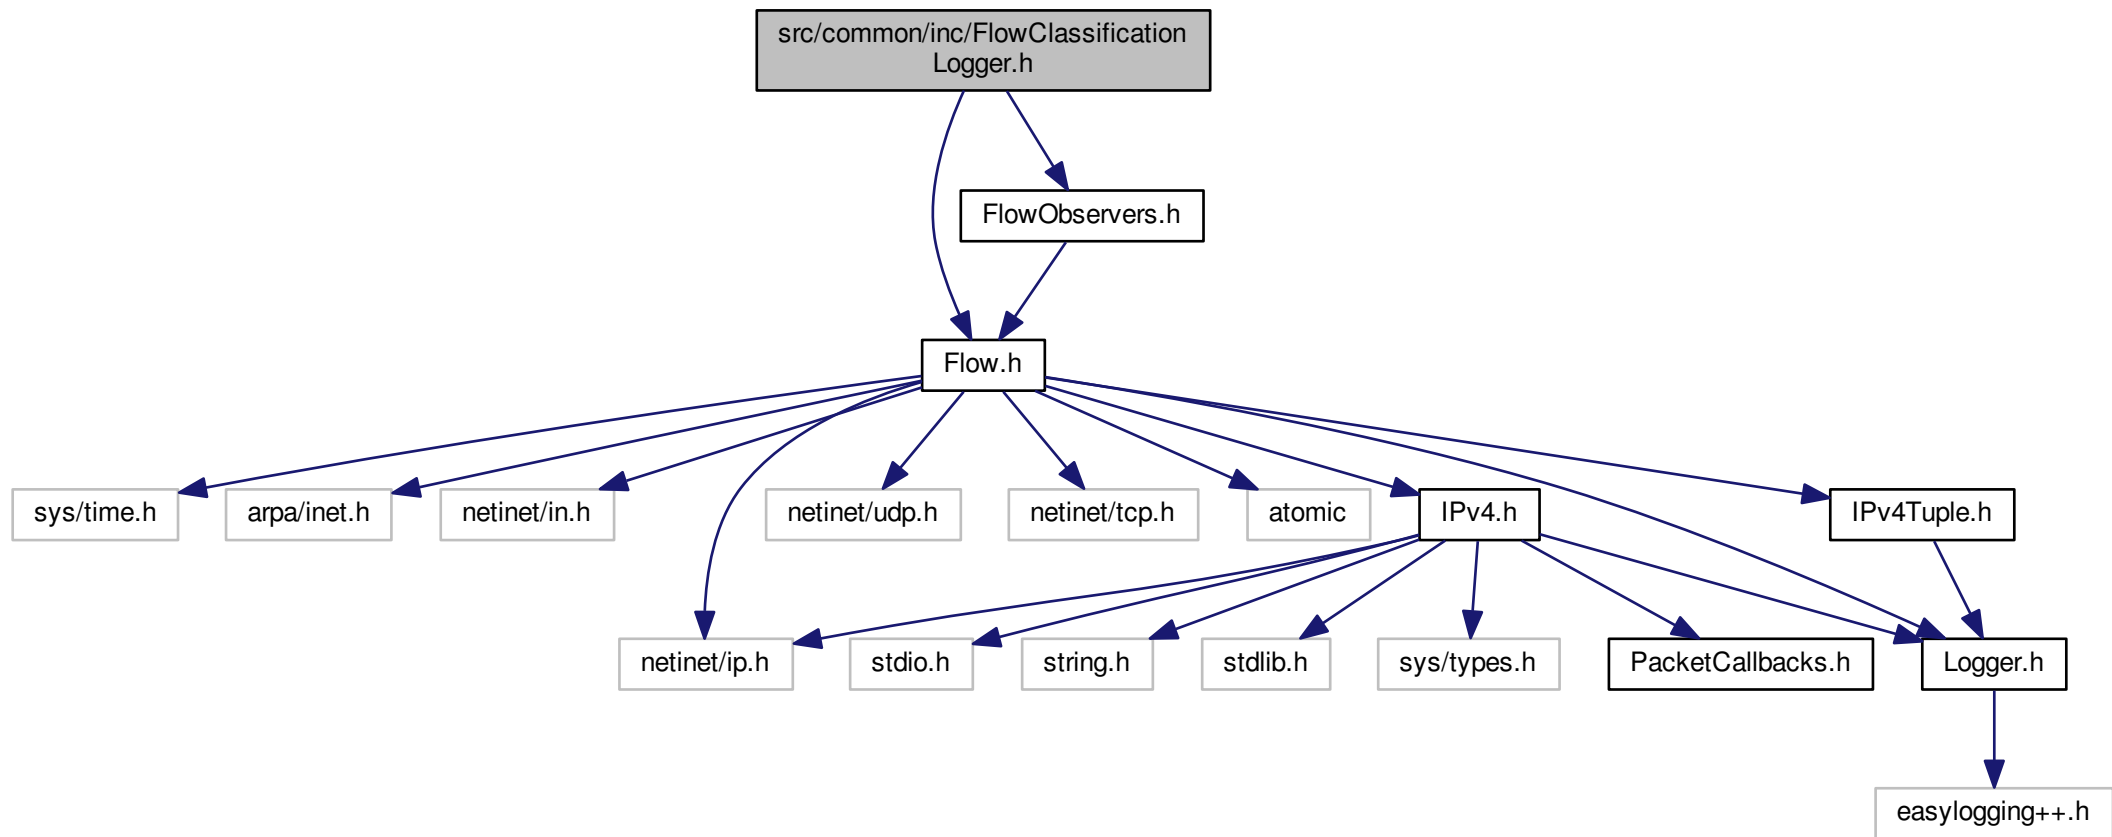 src/common/inc/FlowClassification
Logger.h
FlowObservers.h
Flow.h
sys/time.h
arpa/inet.h
netinet/in.h
netinet/udp.h
netinet/tcp.h
atomic
IPv4.h
IPv4Tuple.h
netinet/ip.h
stdio.h
string.h
stdlib.h
sys/types.h
PacketCallbacks.h
Logger.h
easylogging++.h